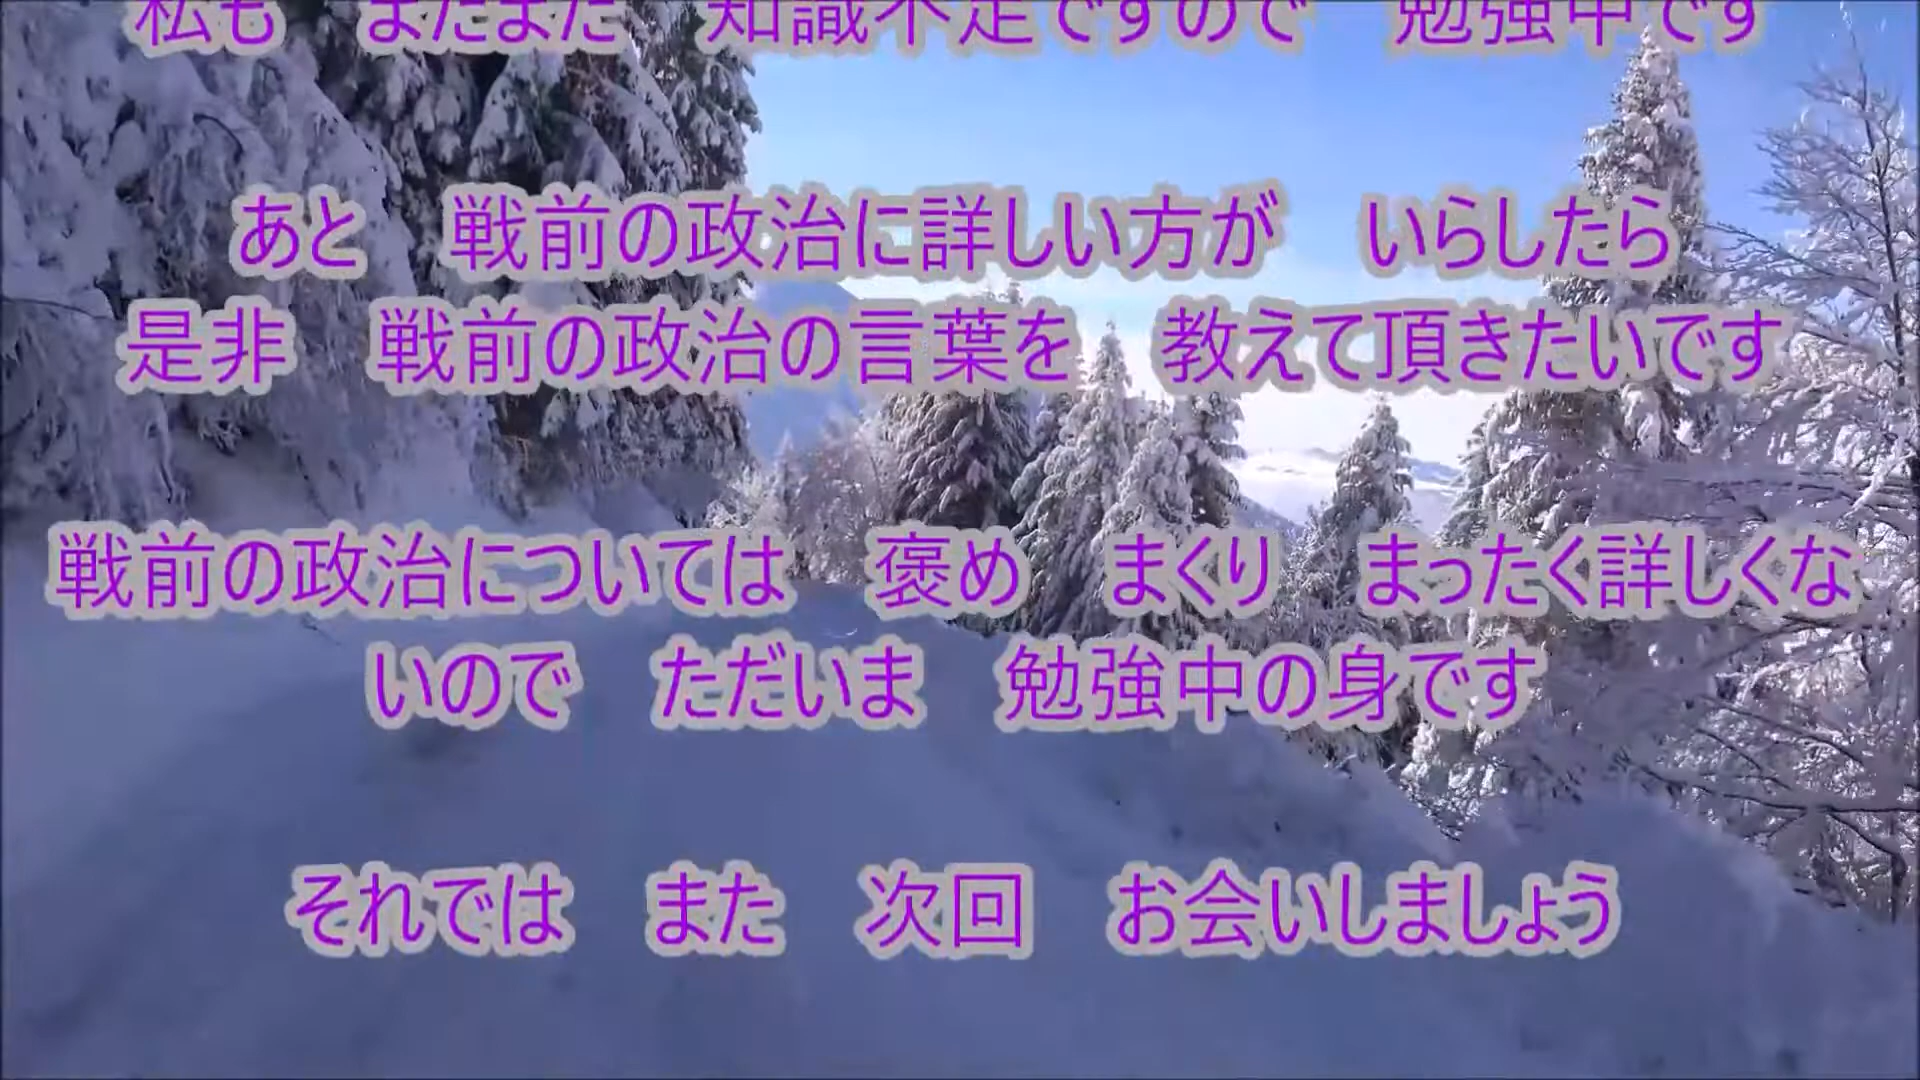 私も　まだまだ　知識不足ですので　勉強中です
あと　戦前の政治に詳しい方が　いらしたら
是非　戦前の政治の言葉を　教えて頂きたいです
戦前の政治については　褒め　まくり　まったく詳しくな
いので　ただいま　勉強中の身です
それでは　また　次回　お会いしましょう